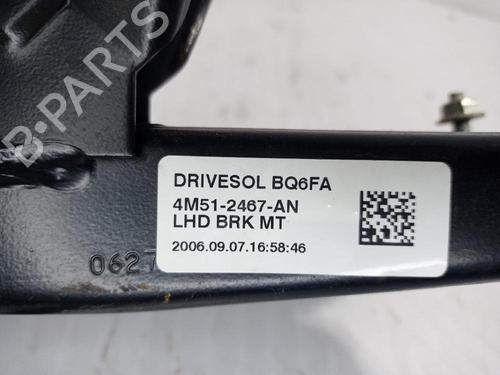 B-PARTS
DRIVESOL BQ6FA
4M51-2467-AN
LHD BRK MT
2006.09.07.16:58:46
0627